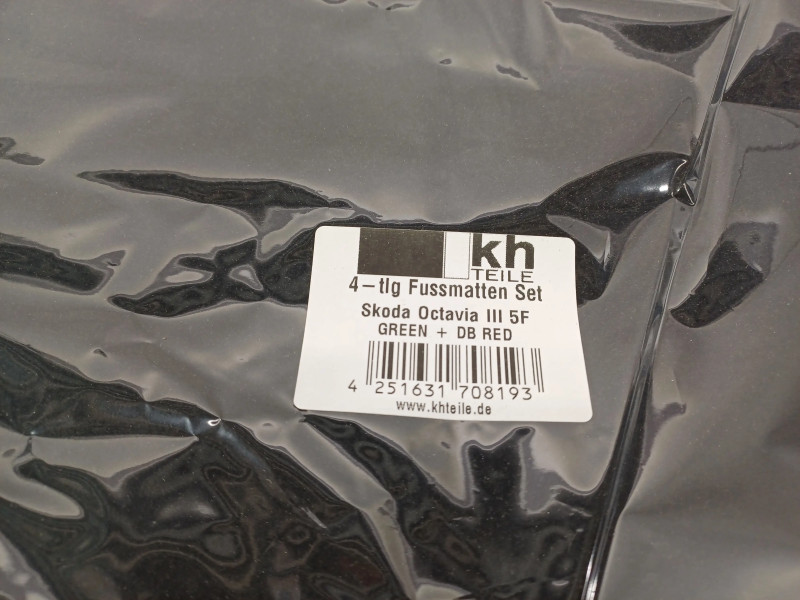 kh
TEILE
4-tlg Fussmatten Set
Skoda Octavia III 5F
GREEN + DB RED
4 251631 708193
www.khteile.de